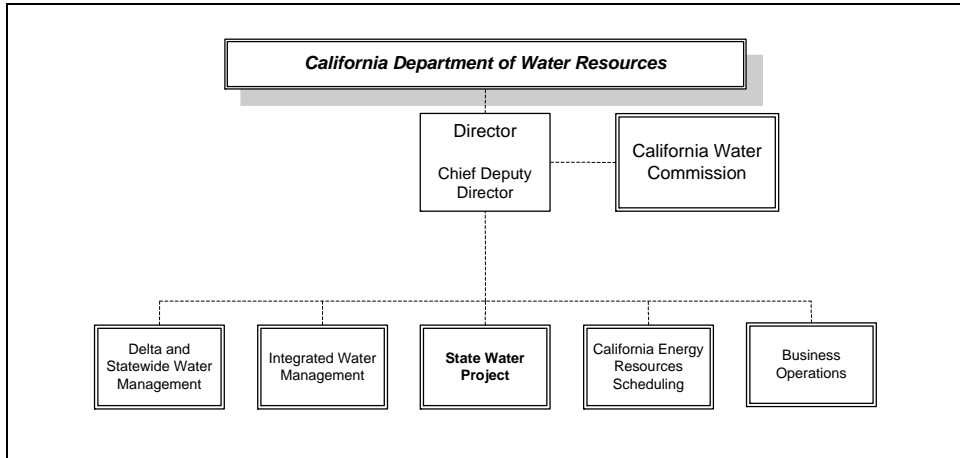 California Department of Water Resources
Director
Chief Deputy
Director
California Water
Commission
Delta and
Statewide Water
Management
Integrated Water
Management
State Water
Project
California Energy
Resources
Scheduling
Business
Operations